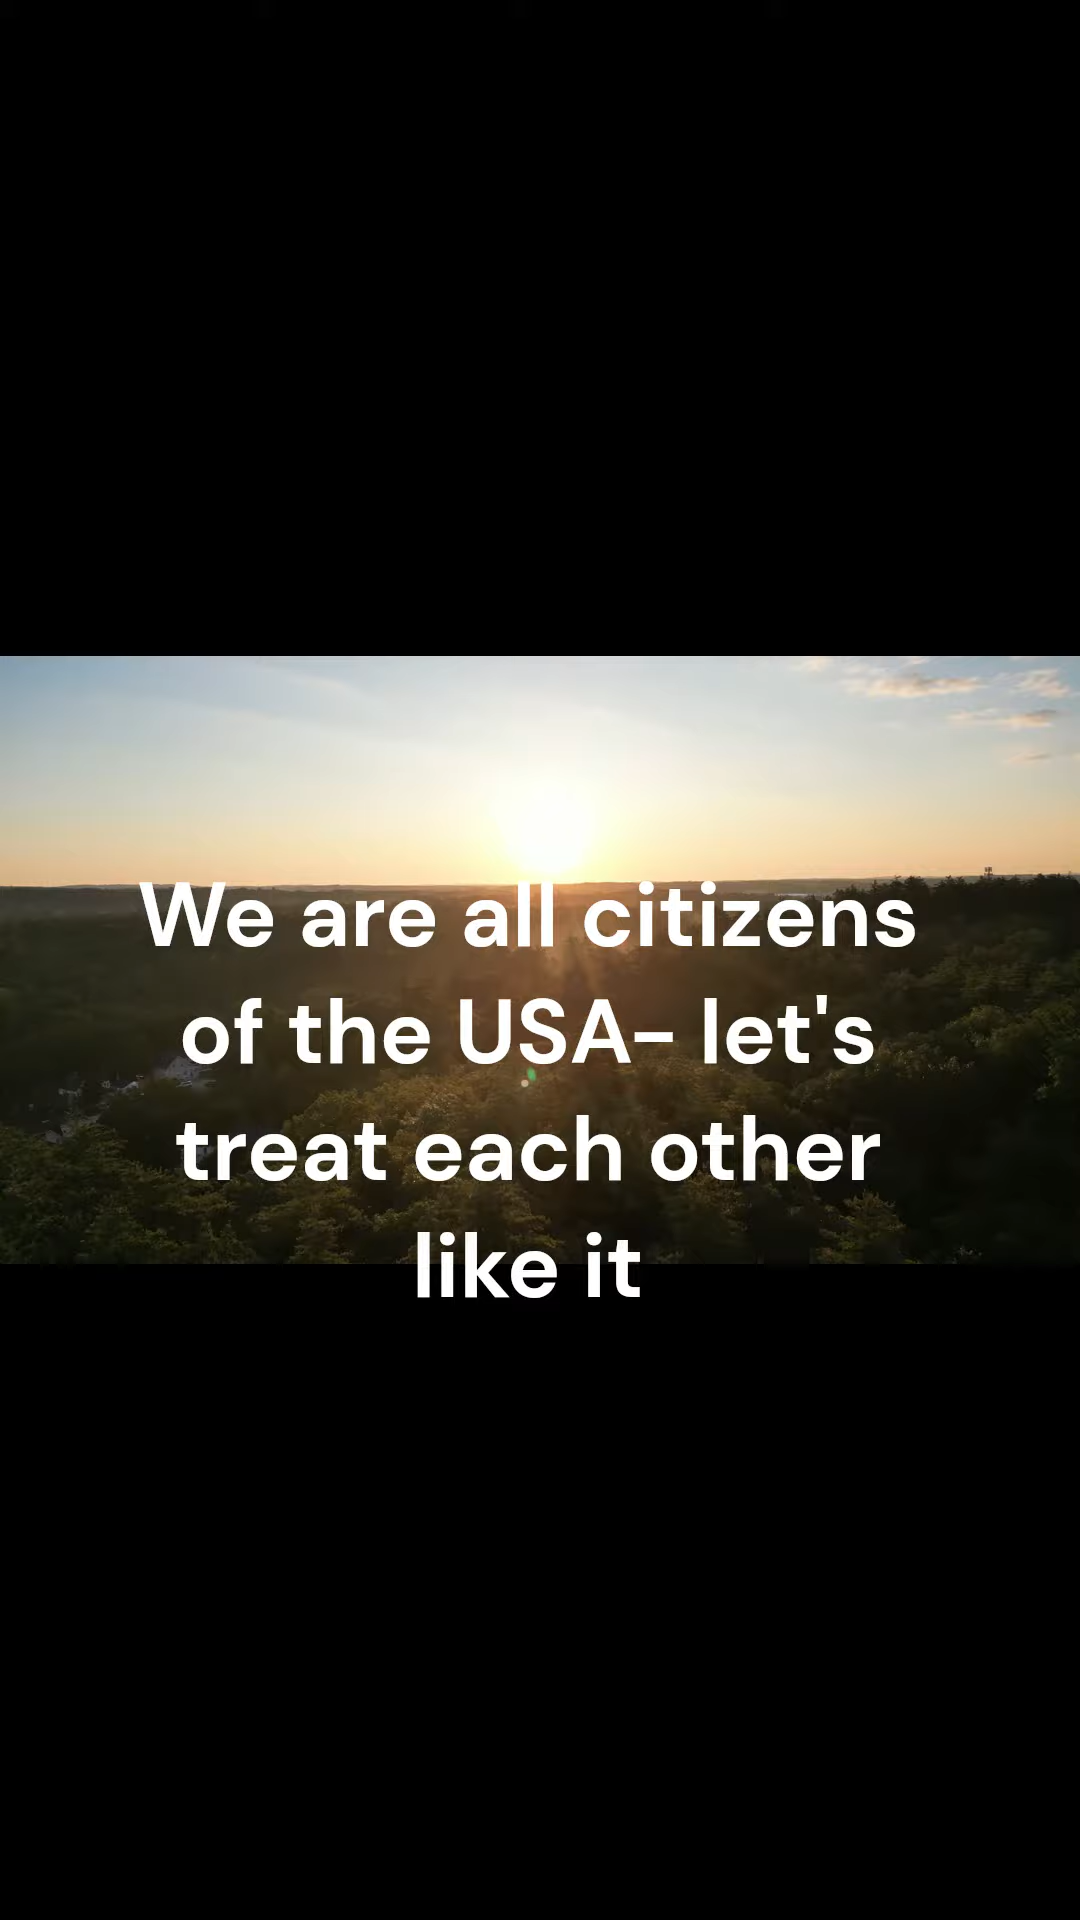 We are all citizens
of the USA– let's
treat each other
like it